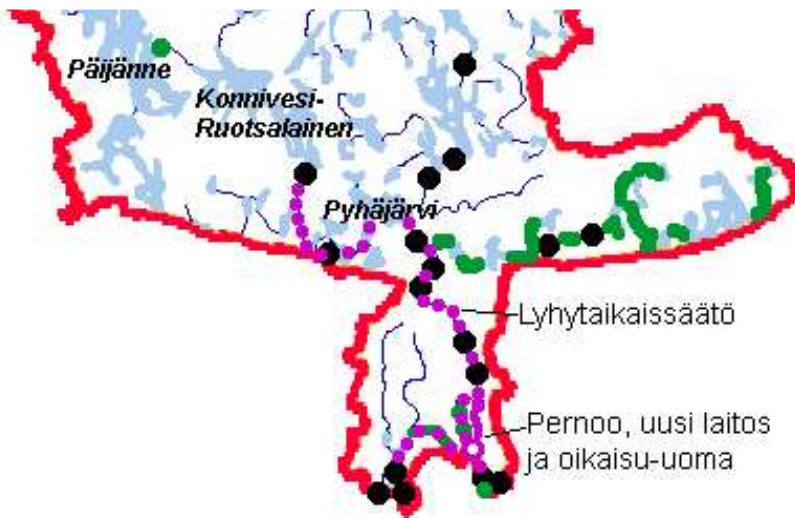 Päijänne
Konnivesi-
Ruotsalainen
Pyhäjärvi
Lyhytaikaissäätö
Pernoo, uusi laitos
ja oikaisu-uoma